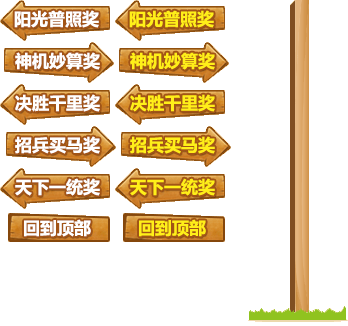 阳光普照奖 阳光普照奖
神机妙算奖 神机妙算奖
决胜千里奖 决胜千里奖
招兵买马奖 招兵买马奖
天下一统奖 天下一统奖
回到顶部 回到顶部